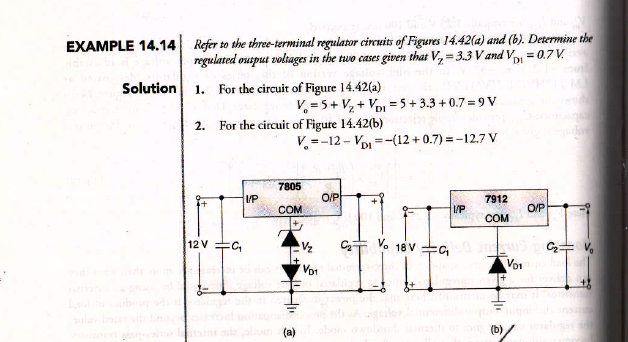 EXAMPLE 14.14
Refer to the three-terminal regulator circuits of Figures 14.42(a) and (b). Determine the
regulated output voltages in the two cases given that V_Z = 3.3 V and V_D1 = 0.7 V.
Solution
1. For the circuit of Figure 14.42(a)
V_o = 5 + V_Z + V_D1 = 5 + 3.3 + 0.7 = 9 V
2. For the circuit of Figure 14.42(b)
V_o = –12 – V_D1 = –(12 + 0.7) = –12.7 V
7805
I/P
O/P
COM
12 V
C₁
V_Z
V_D1
C₂
V_o
(a)
7912
I/P
O/P
COM
18 V
C₁
V_D1
C₂
V_o
(b)